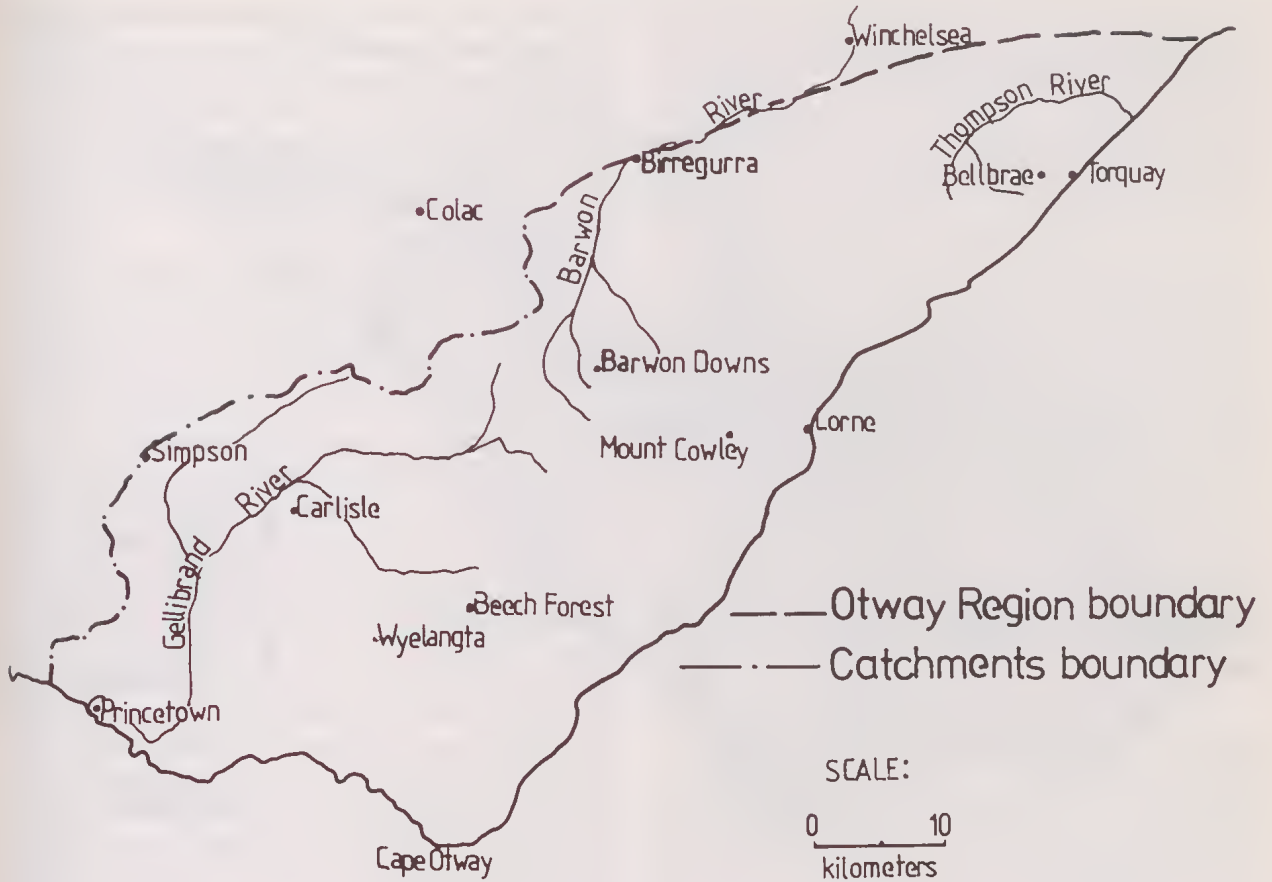 Winchelsea
River
Thompson River
Birregurra
Bellbrae
Torquay
Colac
Barwon
Barwon Downs
Lorne
Mount Cowley
Simpson
River
Carlisle
Gellibrand
Beech Forest
Otway Region boundary
Wyelangta
Catchments boundary
Princetown
SCALE:
0 10
kilometers
Cape Otway